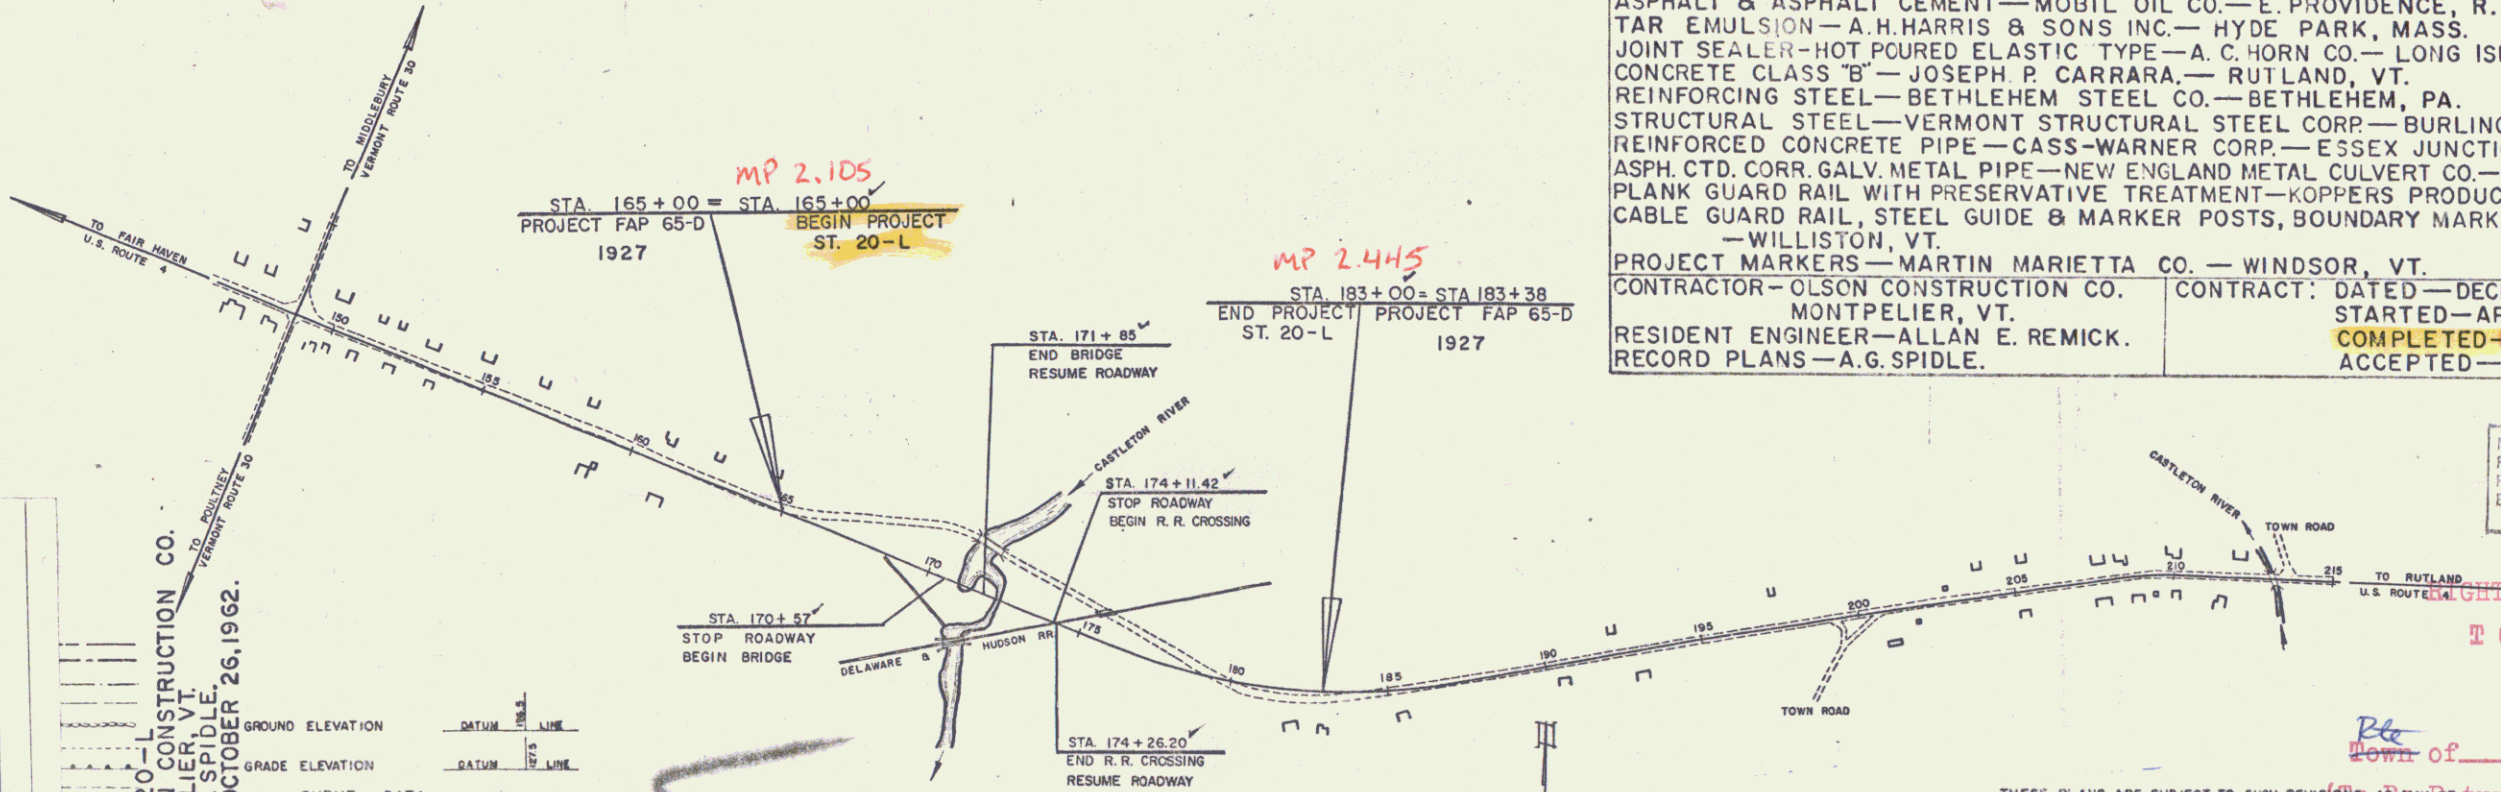 ASPHALT & ASPHALT CEMENT—MOBIL OIL CO.—E. PROVIDENCE, R.
TAR EMULSION—A.H. HARRIS & SONS INC.—HYDE PARK, MASS.
JOINT SEALER-HOT POURED ELASTIC TYPE—A. C. HORN CO.—LONG ISL
CONCRETE CLASS "B"—JOSEPH P. CARRARA.—RUTLAND, VT.
REINFORCING STEEL—BETHLEHEM STEEL CO.—BETHLEHEM, PA.
STRUCTURAL STEEL—VERMONT STRUCTURAL STEEL CORP.—BURLING
REINFORCED CONCRETE PIPE—CASS-WARNER CORP.—ESSEX JUNCTI
ASPH. CTD. CORR. GALV. METAL PIPE—NEW ENGLAND METAL CULVERT CO.—
PLANK GUARD RAIL WITH PRESERVATIVE TREATMENT—KOPPERS PRODUC
CABLE GUARD RAIL, STEEL GUIDE & MARKER POSTS, BOUNDARY MARK
—WILLISTON, VT.
PROJECT MARKERS—MARTIN MARIETTA CO.—WINDSOR, VT.
CONTRACTOR-OLSON CONSTRUCTION CO.
MONTPELIER, VT.
RESIDENT ENGINEER—ALLAN E. REMICK.
RECORD PLANS—A.G. SPIDLE.
CONTRACT: DATED—DEC
STARTED—AP
COMPLETED-
ACCEPTED—
TO MIDDLEBURY
VERMONT ROUTE 30
TO FAIR HAVEN
U.S. ROUTE 4
TO POULTNEY
VERMONT ROUTE 30
MP 2.105
STA. 165+00 = STA. 165+00
PROJECT FAP 65-D
1927
BEGIN PROJECT
ST. 20-L
MP 2.445
STA. 183+00 = STA 183+38
END PROJECT
ST. 20-L
PROJECT FAP 65-D
1927
STA. 171+85
END BRIDGE
RESUME ROADWAY
CASTLETON RIVER
STA. 174+11.42
STOP ROADWAY
BEGIN R. R. CROSSING
STA. 170+57
STOP ROADWAY
BEGIN BRIDGE
DELAWARE & HUDSON RR.
STA. 174+26.20
END R. R. CROSSING
RESUME ROADWAY
150
155
160
65
170
175
180
185
190
195
200
205
210
215
TOWN ROAD
CASTLETON RIVER
TOWN ROAD
TO RUTLAND
U.S. ROUTE 4
RIGHT
T
Town of
20-L
N CONSTRUCTION CO.
LIER, VT.
SPIDLE.
OCTOBER 26, 1962.
GROUND ELEVATION
DATUM
LINE
GRADE ELEVATION
DATUM
127.5
LINE